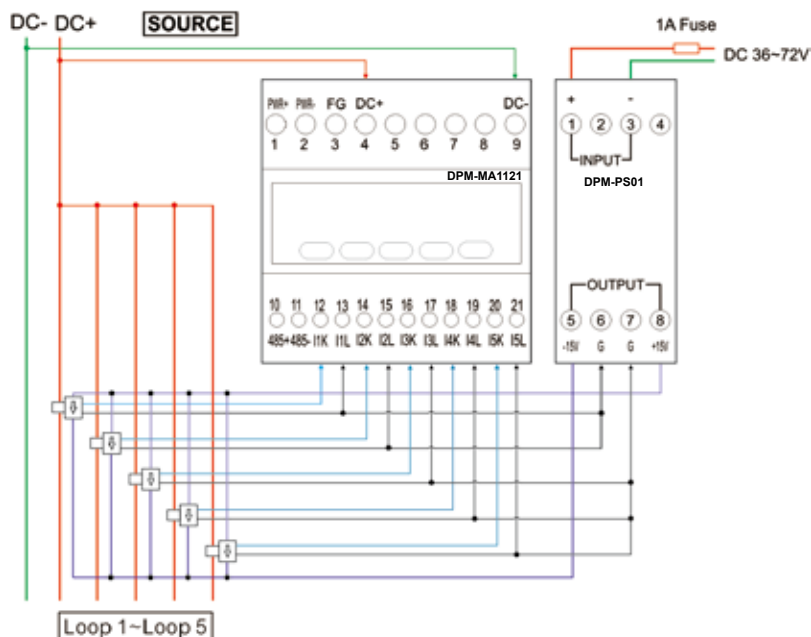 DC- DC+ SOURCE
1A Fuse
DC 36~72V
PWR+ PWR- FG DC+ DC-
1 2 3 4 5 6 7 8 9
DPM-MA1121
10 11 12 13 14 15 16 17 18 19 20 21
485+ 485- I1K I1L I2K I2L I3K I3L I4K I4L I5K I5L
+ -
1 2 3 4
INPUT
DPM-PS01
OUTPUT
5 6 7 8
-15V G G +15V
Loop 1~Loop 5